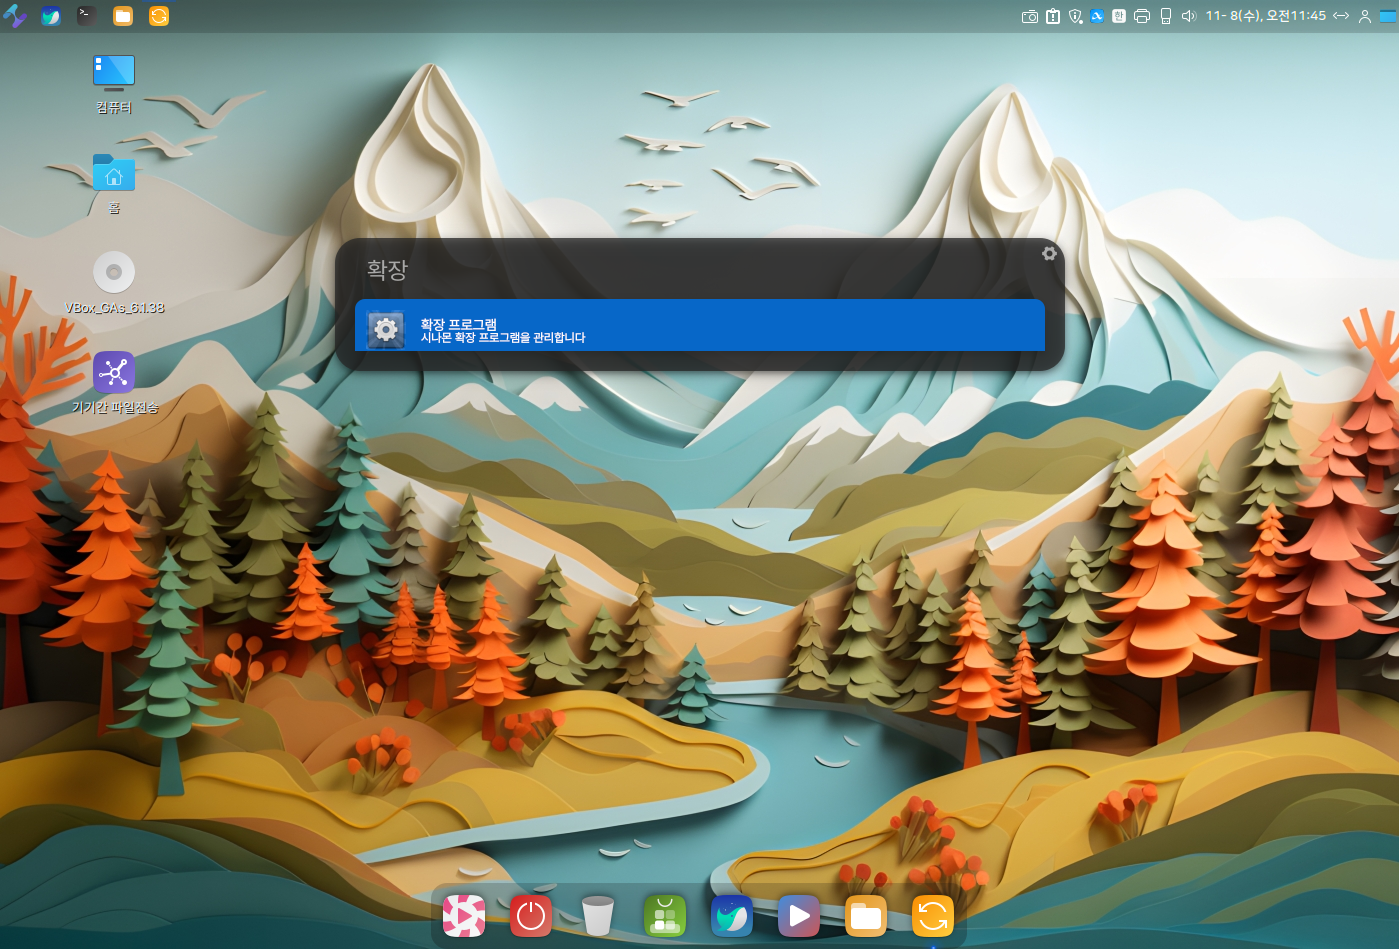 한
11- 8(수), 오전11:45
컴퓨터
홈
VBox_GAs_6.1.38
기기간 파일전송
확장
확장 프로그램
시나몬 확장 프로그램을 관리합니다